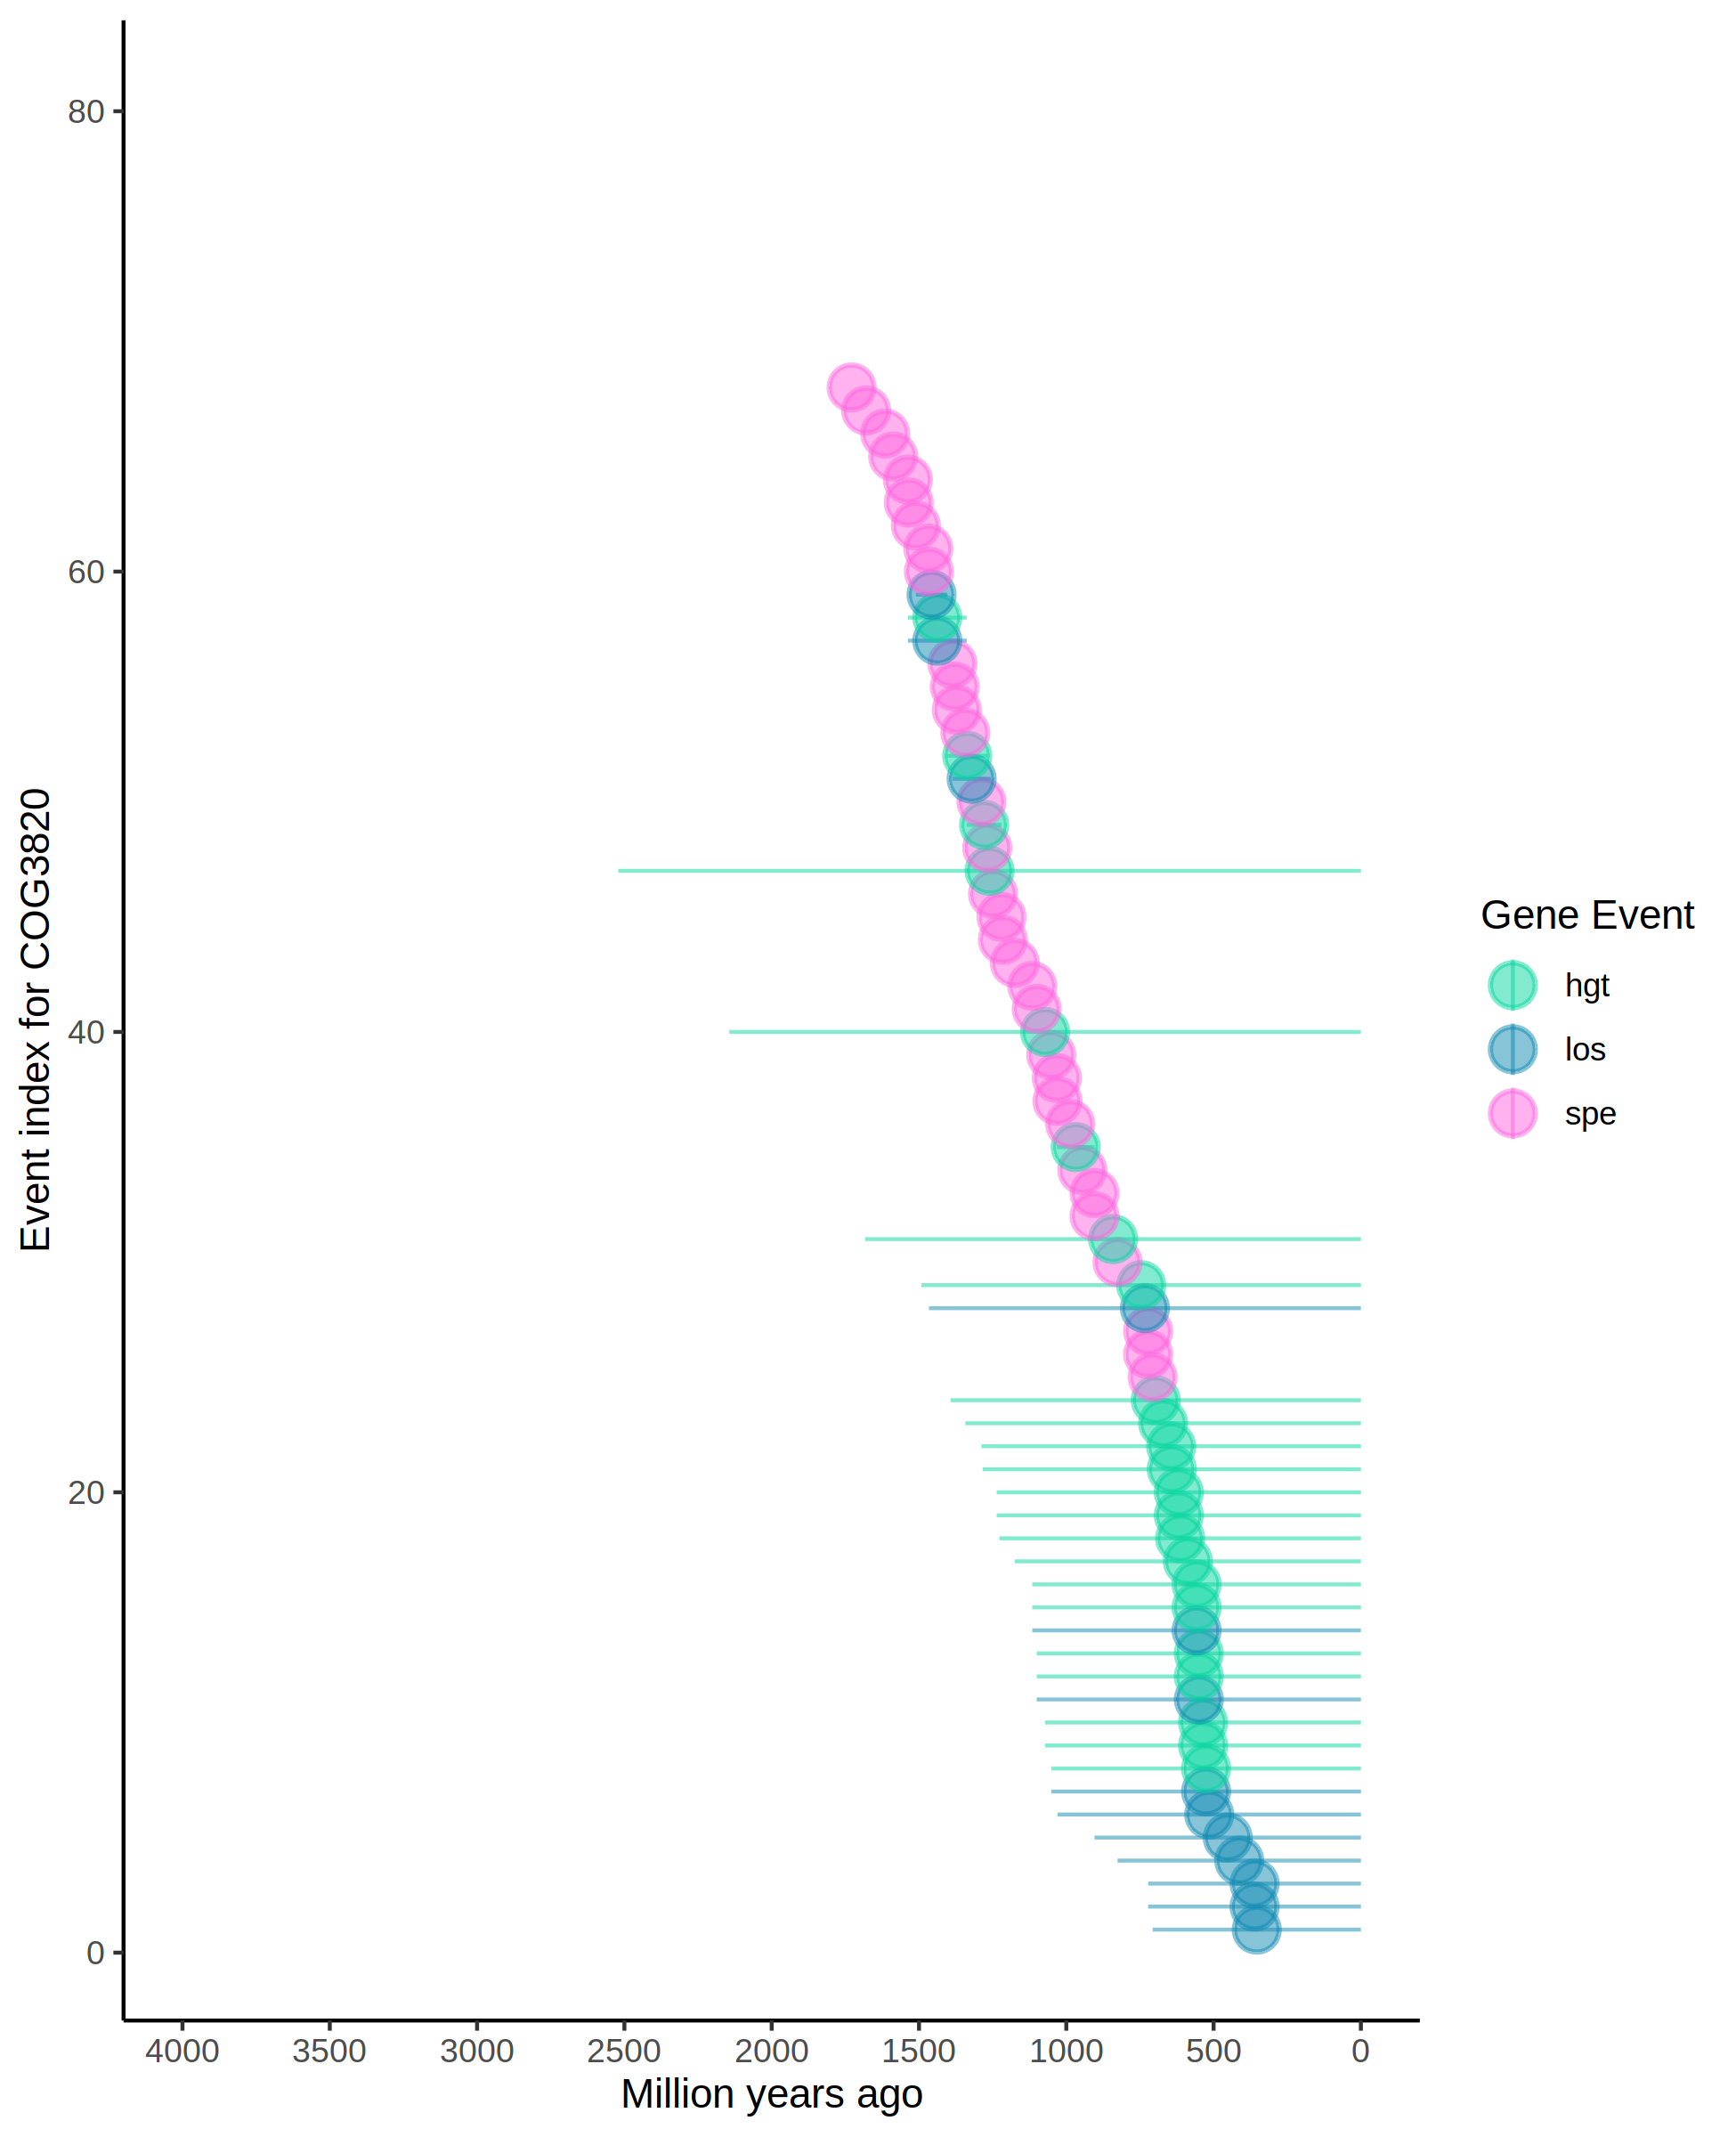 80
60
40
20
0
Event index for COG3820
4000 3500 3000 2500 2000 1500 1000 500 0
Million years ago
Gene Event
hgt
los
spe